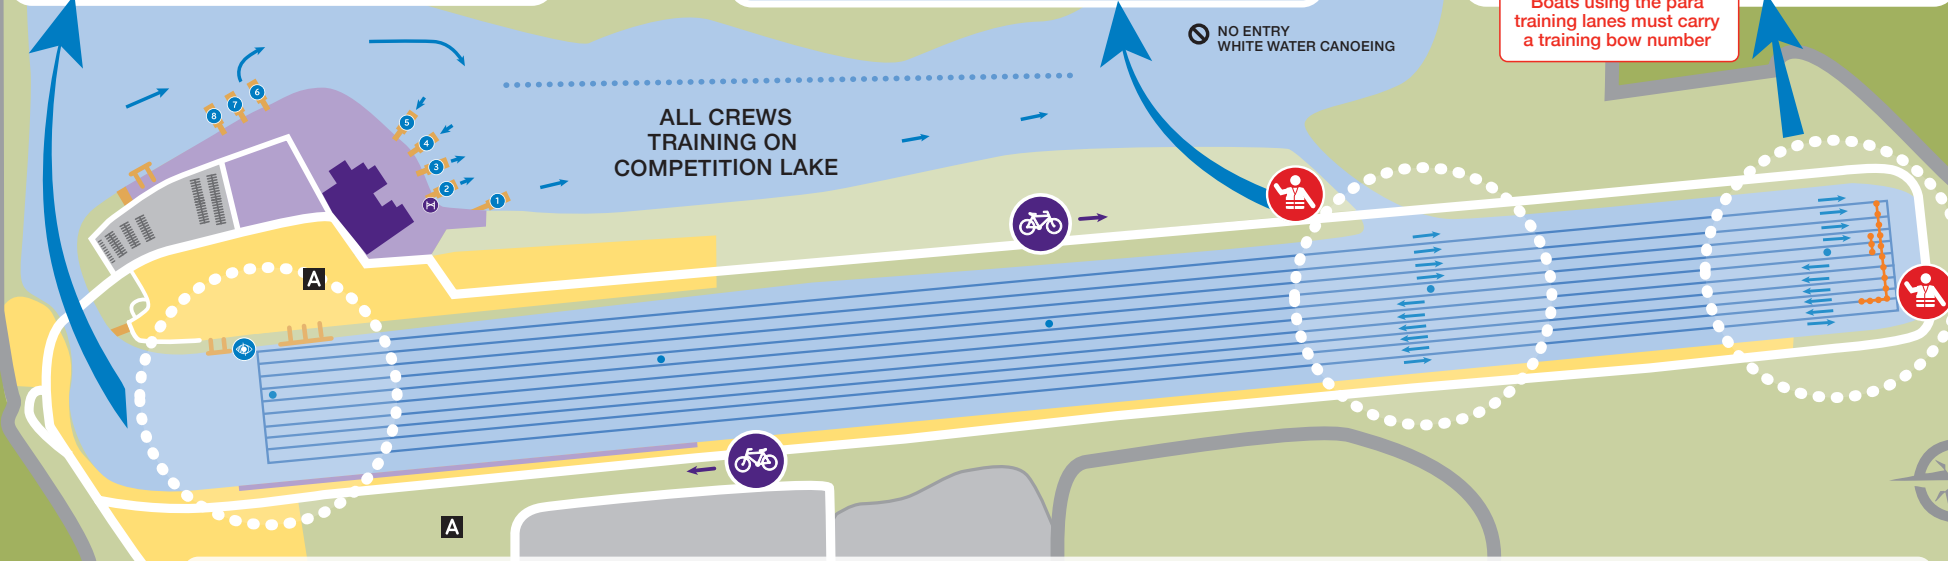 Boats using the para
training lanes must carry
a training bow number
NO ENTRY
WHITE WATER CANOEING
6
7
8
5
4
3
2
1
ALL CREWS
TRAINING ON
COMPETITION LAKE
A
A